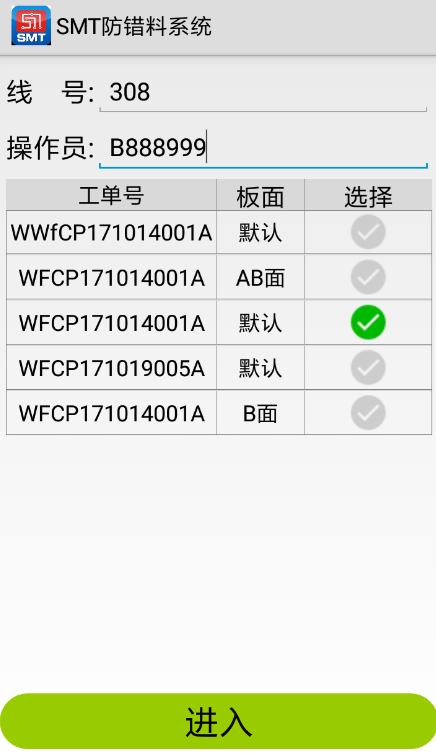 SMT SMT防错料系统
线 号: 308
操作员: B888999
工单号 板面 选择
WWfCP171014001A 默认
WFCP171014001A AB面
WFCP171014001A 默认
WFCP171019005A 默认
WFCP171014001A B面
进入